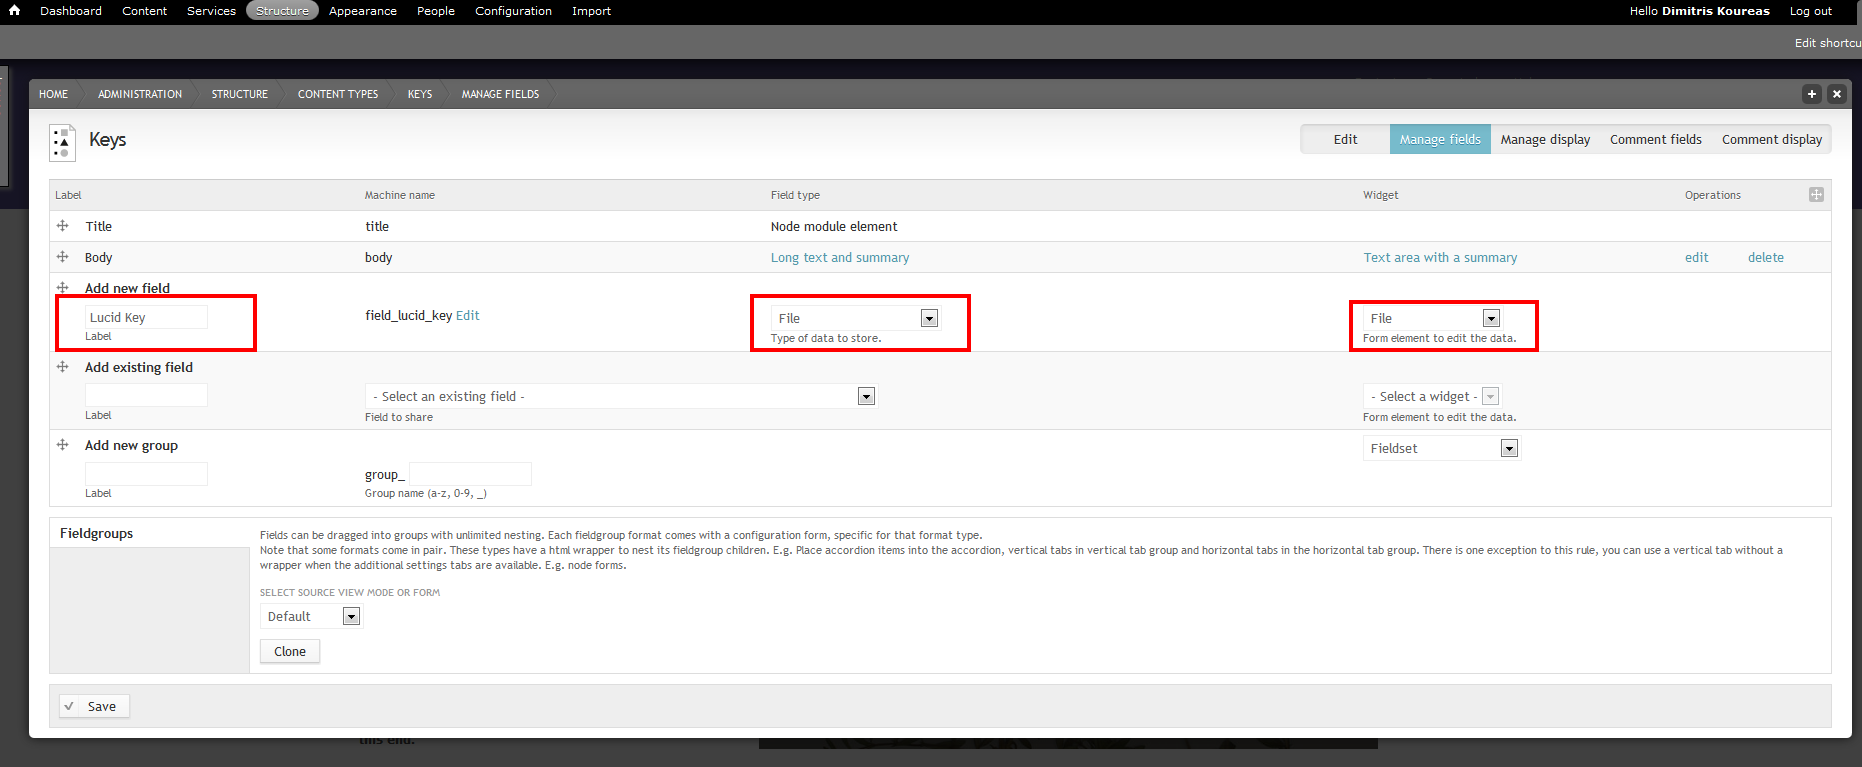 Dashboard Content Services Structure Appearance People Configuration Import Hello Dimitris Koureas Log out
Edit shortcu
HOME ADMINISTRATION STRUCTURE CONTENT TYPES KEYS MANAGE FIELDS
Keys
Edit Manage fields Manage display Comment fields Comment display
Label Machine name Field type Widget Operations
Title title Node module element
Body body Long text and summary Text area with a summary edit delete
Add new field
Lucid Key field_lucid_key Edit File File
Label Type of data to store. Form element to edit the data.
Add existing field
- Select an existing field - - Select a widget -
Label Field to share Form element to edit the data.
Add new group Fieldset
group_
Label Group name (a-z, 0-9, _)
Fieldgroups
Fields can be dragged into groups with unlimited nesting. Each fieldgroup format comes with a configuration form, specific for that format type.
Note that some formats come in pair. These types have a html wrapper to nest its fieldgroup children. E.g. Place accordion items into the accordion, vertical tabs in vertical tab group and horizontal tabs in the horizontal tab group. There is one exception to this rule, you can use a vertical tab without a
wrapper when the additional settings tabs are available. E.g. node forms.
SELECT SOURCE VIEW MODE OR FORM
Default
Clone
Save
this end.